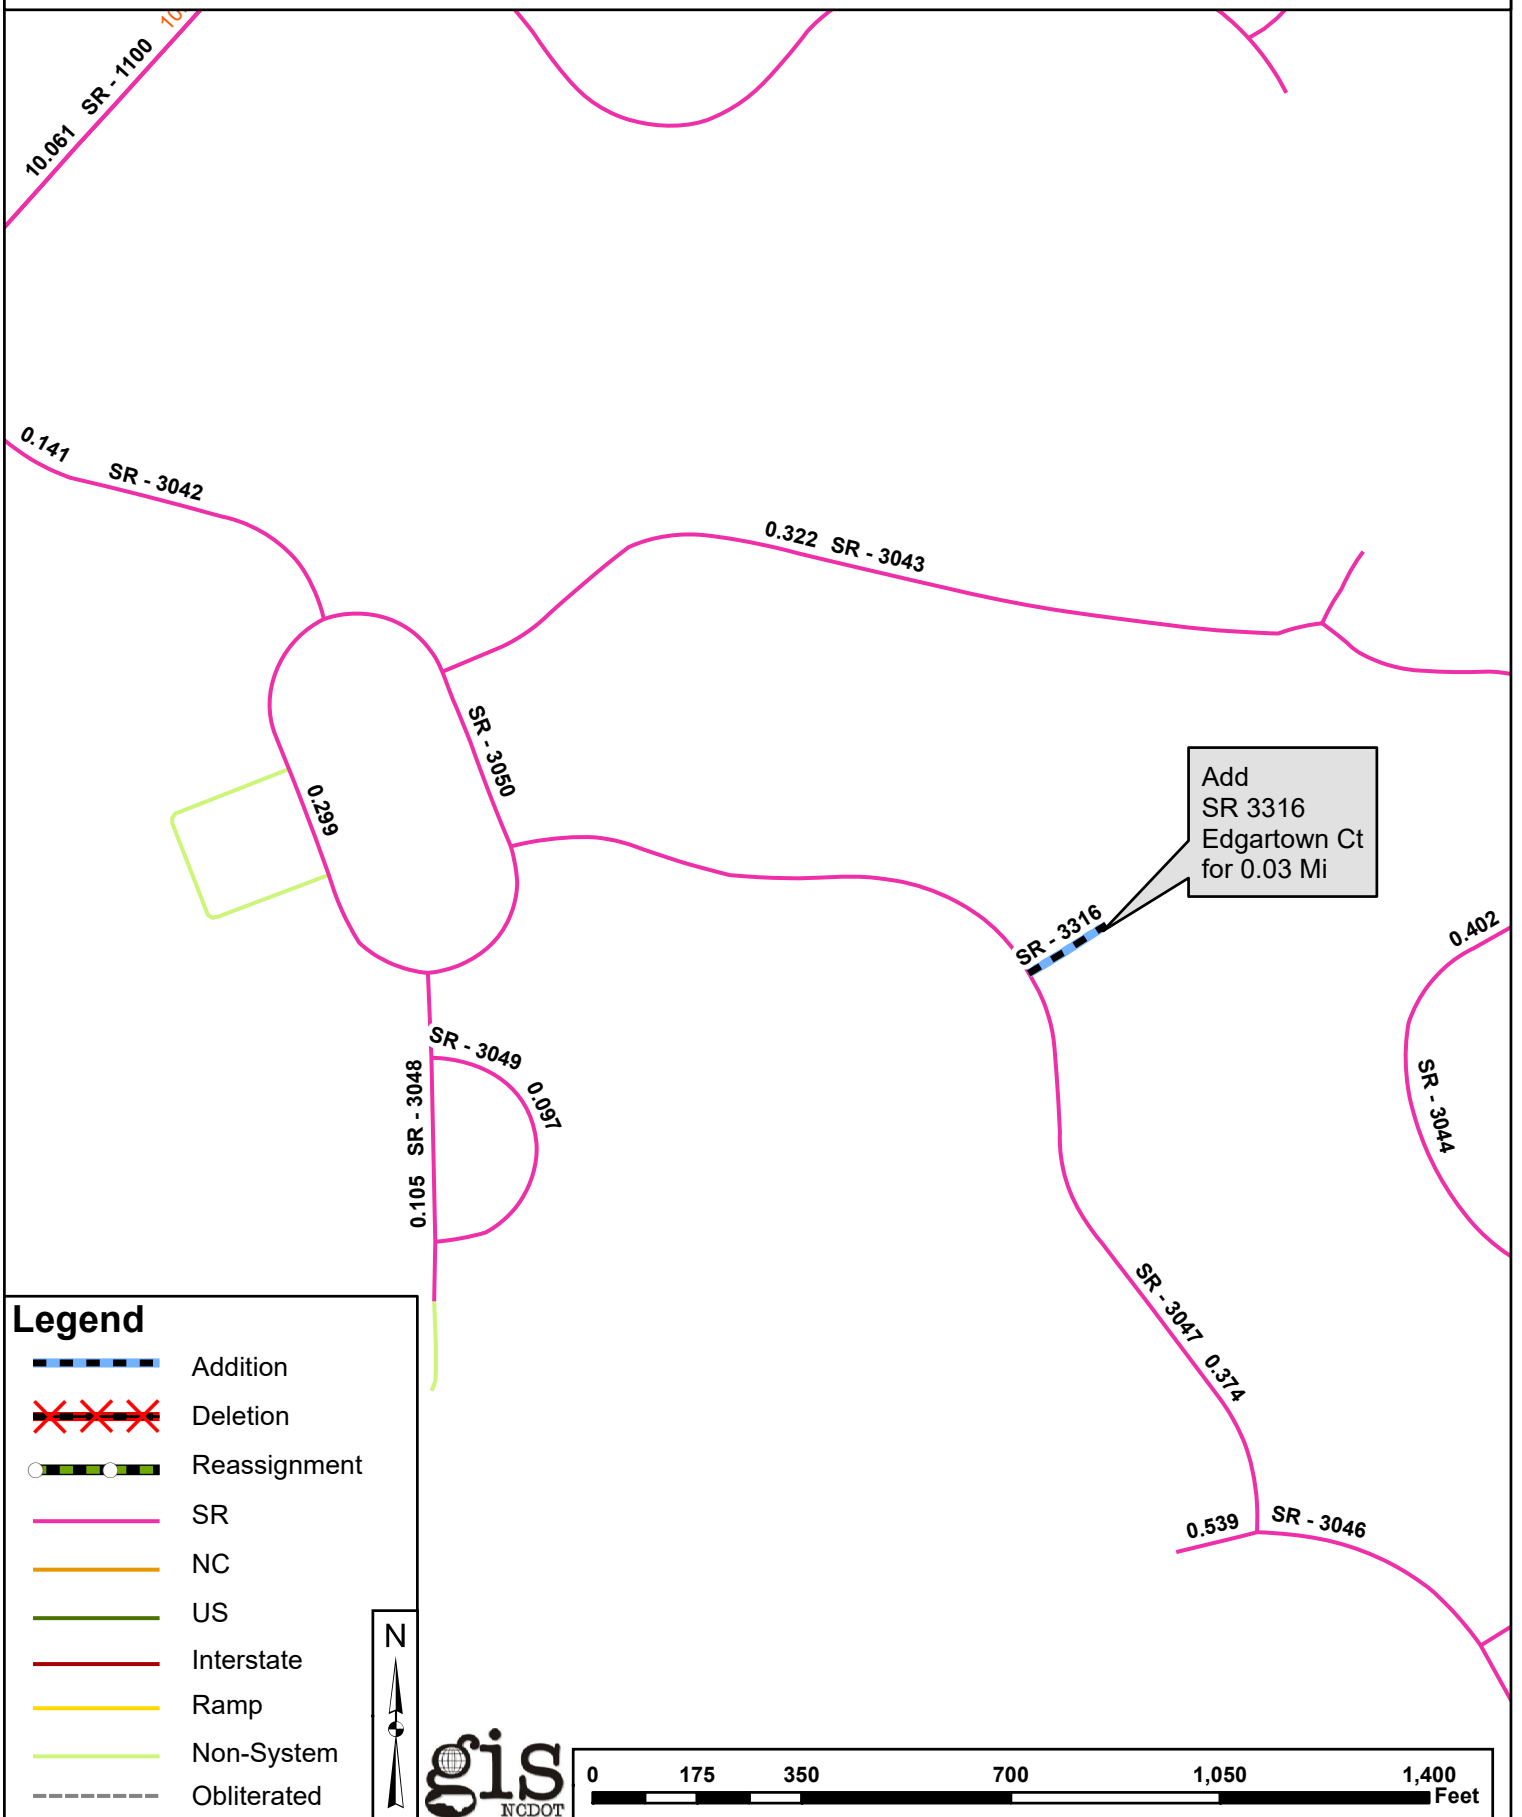 10.061 SR - 1100
0.141 SR - 3042
0.322 SR - 3043
SR - 3050
0.299
Add
SR 3316
Edgartown Ct
for 0.03 Mi
SR - 3316
0.402
SR - 3044
SR - 3049 0.097
0.105 SR - 3048
SR - 3047 0.374
0.539 SR - 3046
Legend
Addition
Deletion
Reassignment
SR
NC
US
Interstate
Ramp
Non-System
Obliterated
N
gis
NCDOT
0 175 350 700 1,050 1,400
Feet